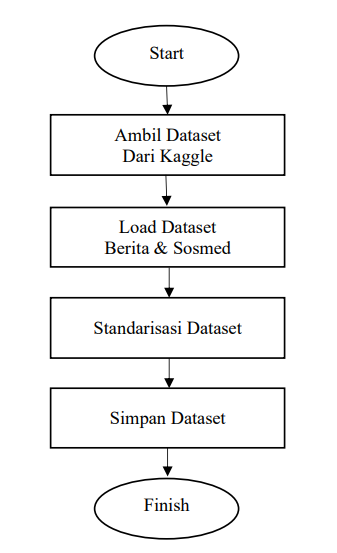 Start
Ambil Dataset
Dari Kaggle
Load Dataset
Berita & Sosmed
Standarisasi Dataset
Simpan Dataset
Finish